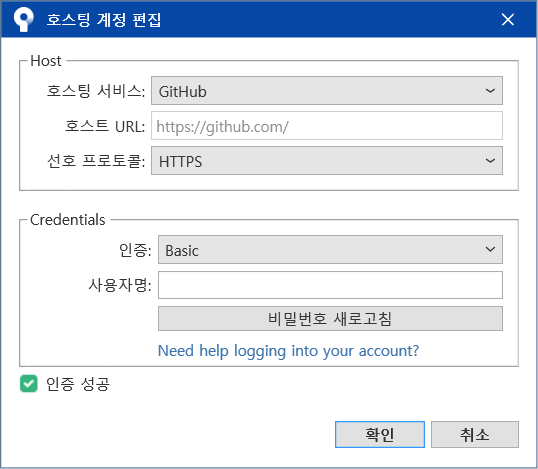 호스팅 계정 편집
Host
호스팅 서비스: GitHub
호스트 URL: https://github.com/
선호 프로토콜: HTTPS
Credentials
인증: Basic
사용자명:
비밀번호 새로고침
Need help logging into your account?
인증 성공
확인 취소